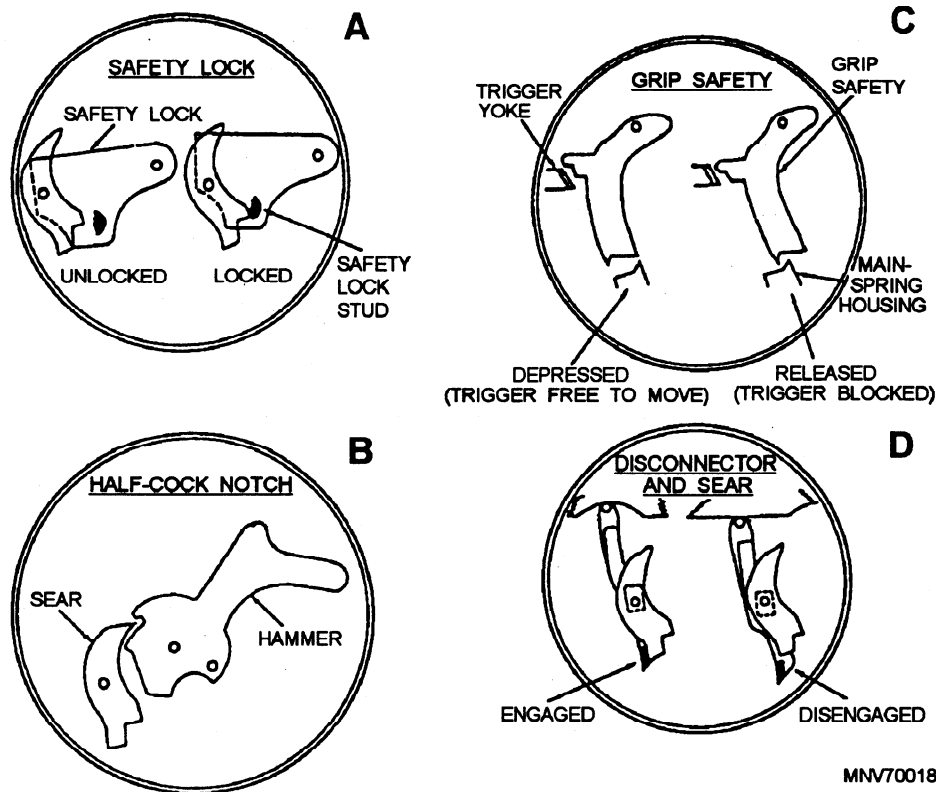 A
SAFETY LOCK
SAFETY LOCK
UNLOCKED
LOCKED
SAFETY
LOCK
STUD
C
GRIP SAFETY
TRIGGER
YOKE
GRIP
SAFETY
MAIN-
SPRING
HOUSING
DEPRESSED
(TRIGGER FREE TO MOVE)
RELEASED
(TRIGGER BLOCKED)
B
HALF-COCK NOTCH
SEAR
HAMMER
D
DISCONNECTOR
AND SEAR
ENGAGED
DISENGAGED
MNV70018